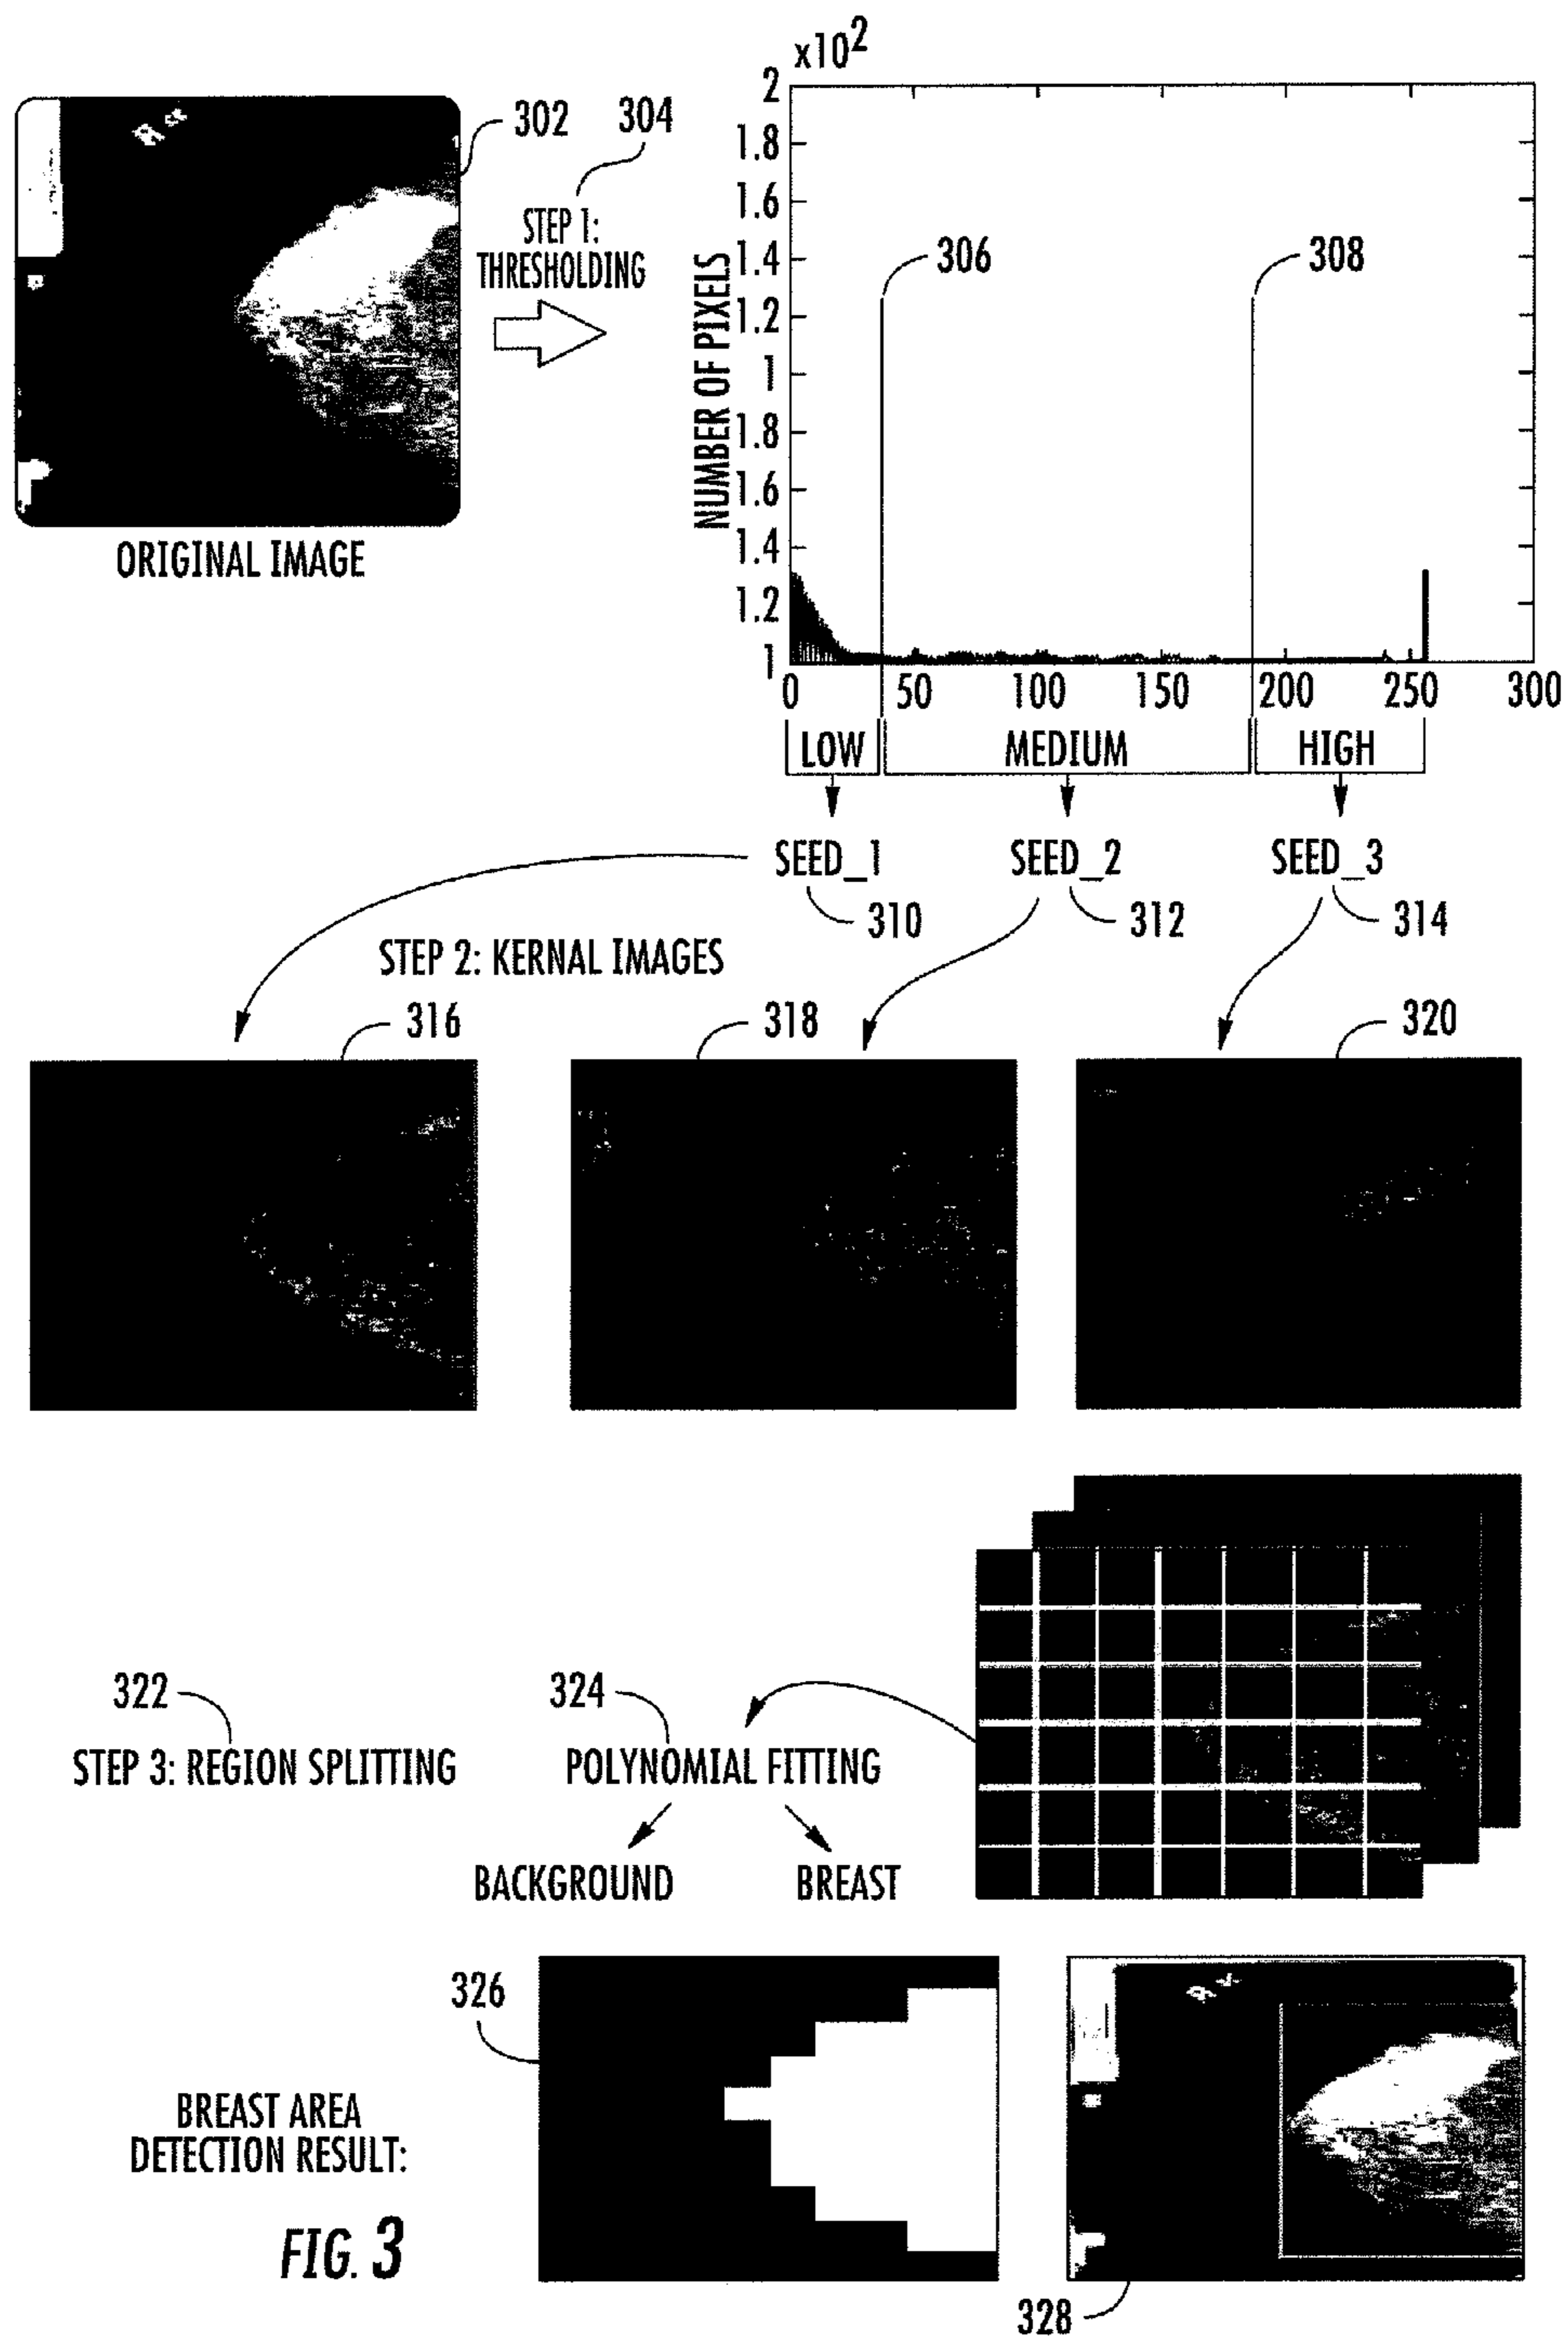 x10²
302
304
STEP 1:
THRESHOLDING
ORIGINAL IMAGE
NUMBER OF PIXELS
2
1.8
1.6
1.4
1.2
1
1.8
1.6
1.4
1.2
1
306
308
0 50 100 150 200 250 300
LOW MEDIUM HIGH
SEED_1 SEED_2 SEED_3
310 312 314
STEP 2: KERNAL IMAGES
316 318 320
322 324
STEP 3: REGION SPLITTING
POLYNOMIAL FITTING
BACKGROUND BREAST
326
BREAST AREA
DETECTION RESULT:
FIG. 3
328